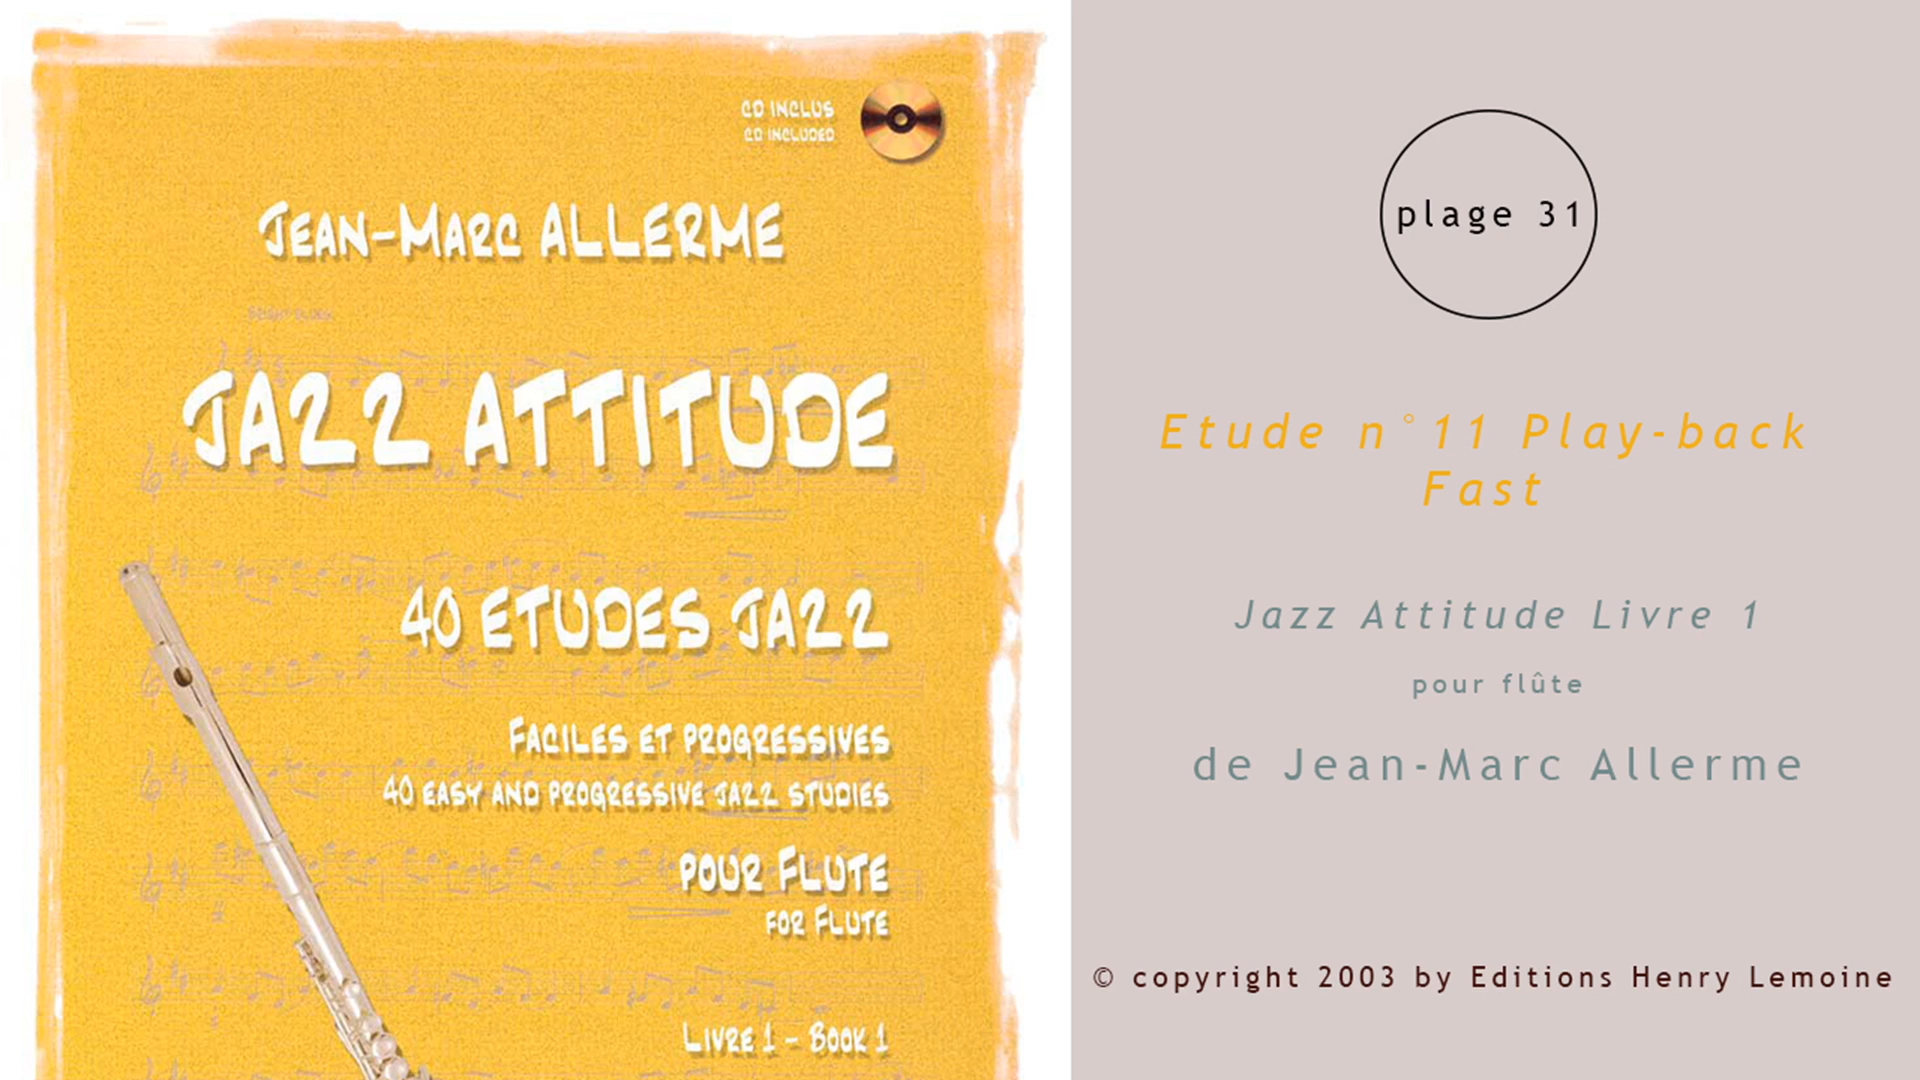 CD INCLUS
CD INCLUDED
JEAN-MARC ALLERME
JAZZ ATTITUDE
40 ETUDES JAZZ
FACILES ET PROGRESSIVES
40 EASY AND PROGRESSIVE JAZZ STUDIES
POUR FLUTE
FOR FLUTE
LIVRE 1 - BOOK 1
plage 31
Etude n°11 Play-back
Fast
Jazz Attitude Livre 1
pour flûte
de Jean-Marc Allerme
© copyright 2003 by Editions Henry Lemoine